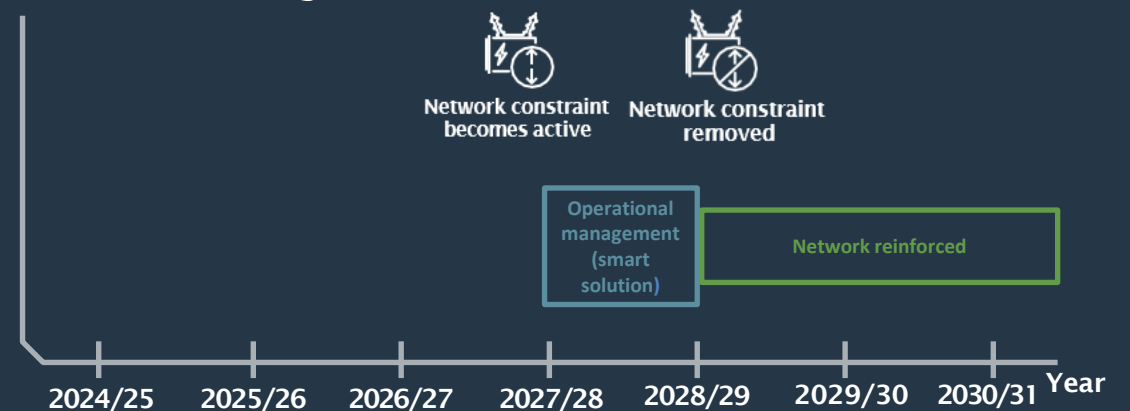 Network constraint
becomes active
Network constraint
removed
Operational
management
(smart
solution)
Network reinforced
2024/25
2025/26
2026/27
2027/28
2028/29
2029/30
2030/31
Year